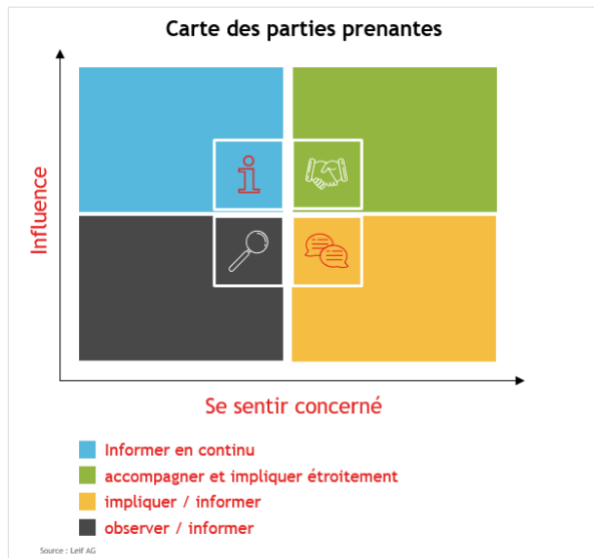 Carte des parties prenantes
Influence
Se sentir concerné
Informer en continu
accompagner et impliquer étroitement
impliquer / informer
observer / informer
Source : Leif AG